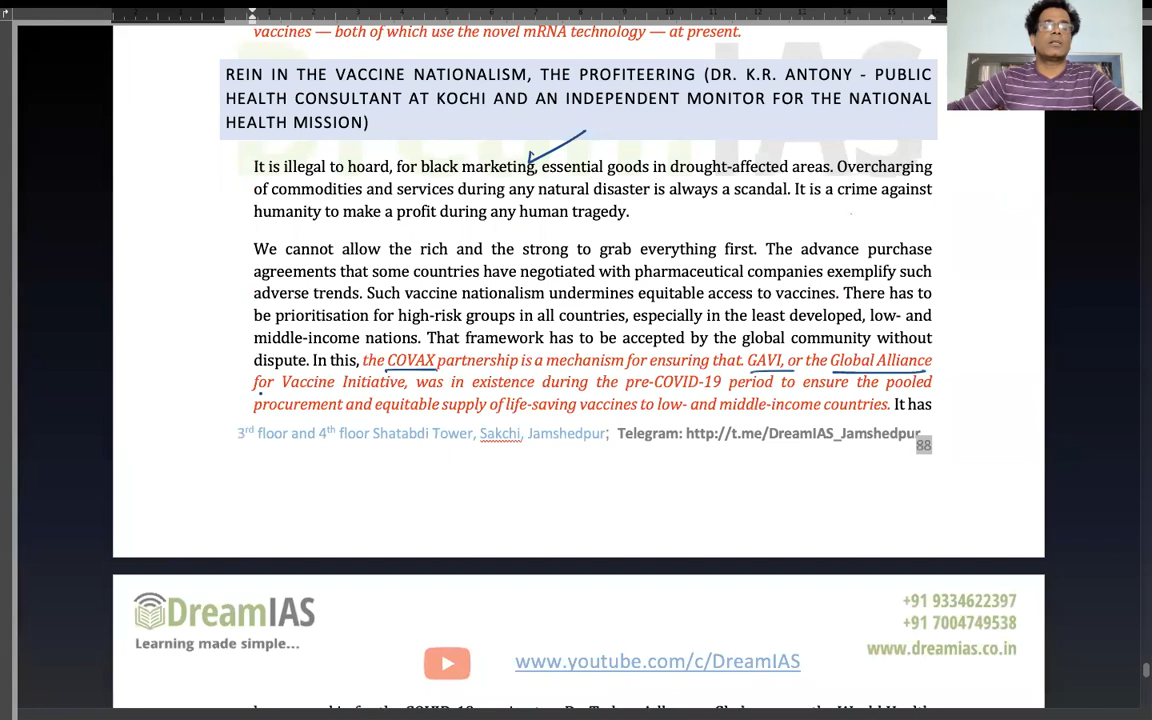 vaccines — both of which use the novel mRNA technology — at present.
REIN IN THE VACCINE NATIONALISM, THE PROFITEERING (DR. K.R. ANTONY - PUBLIC
HEALTH CONSULTANT AT KOCHI AND AN INDEPENDENT MONITOR FOR THE NATIONAL
HEALTH MISSION)
It is illegal to hoard, for black marketing, essential goods in drought-affected areas. Overcharging
of commodities and services during any natural disaster is always a scandal. It is a crime against
humanity to make a profit during any human tragedy.
We cannot allow the rich and the strong to grab everything first. The advance purchase
agreements that some countries have negotiated with pharmaceutical companies exemplify such
adverse trends. Such vaccine nationalism undermines equitable access to vaccines. There has to
be prioritisation for high-risk groups in all countries, especially in the least developed, low- and
middle-income nations. That framework has to be accepted by the global community without
dispute. In this, the COVAX partnership is a mechanism for ensuring that. GAVI, or the Global Alliance
for Vaccine Initiative, was in existence during the pre-COVID-19 period to ensure the pooled
procurement and equitable supply of life-saving vaccines to low- and middle-income countries. It has
3rd floor and 4th floor Shatabdi Tower, Sakchi, Jamshedpur; Telegram: http://t.me/DreamIAS_Jamshedpur
88
DreamIAS
Learning made simple...
+91 9334622397
+91 7004749538
www.dreamias.co.in
www.youtube.com/c/DreamIAS